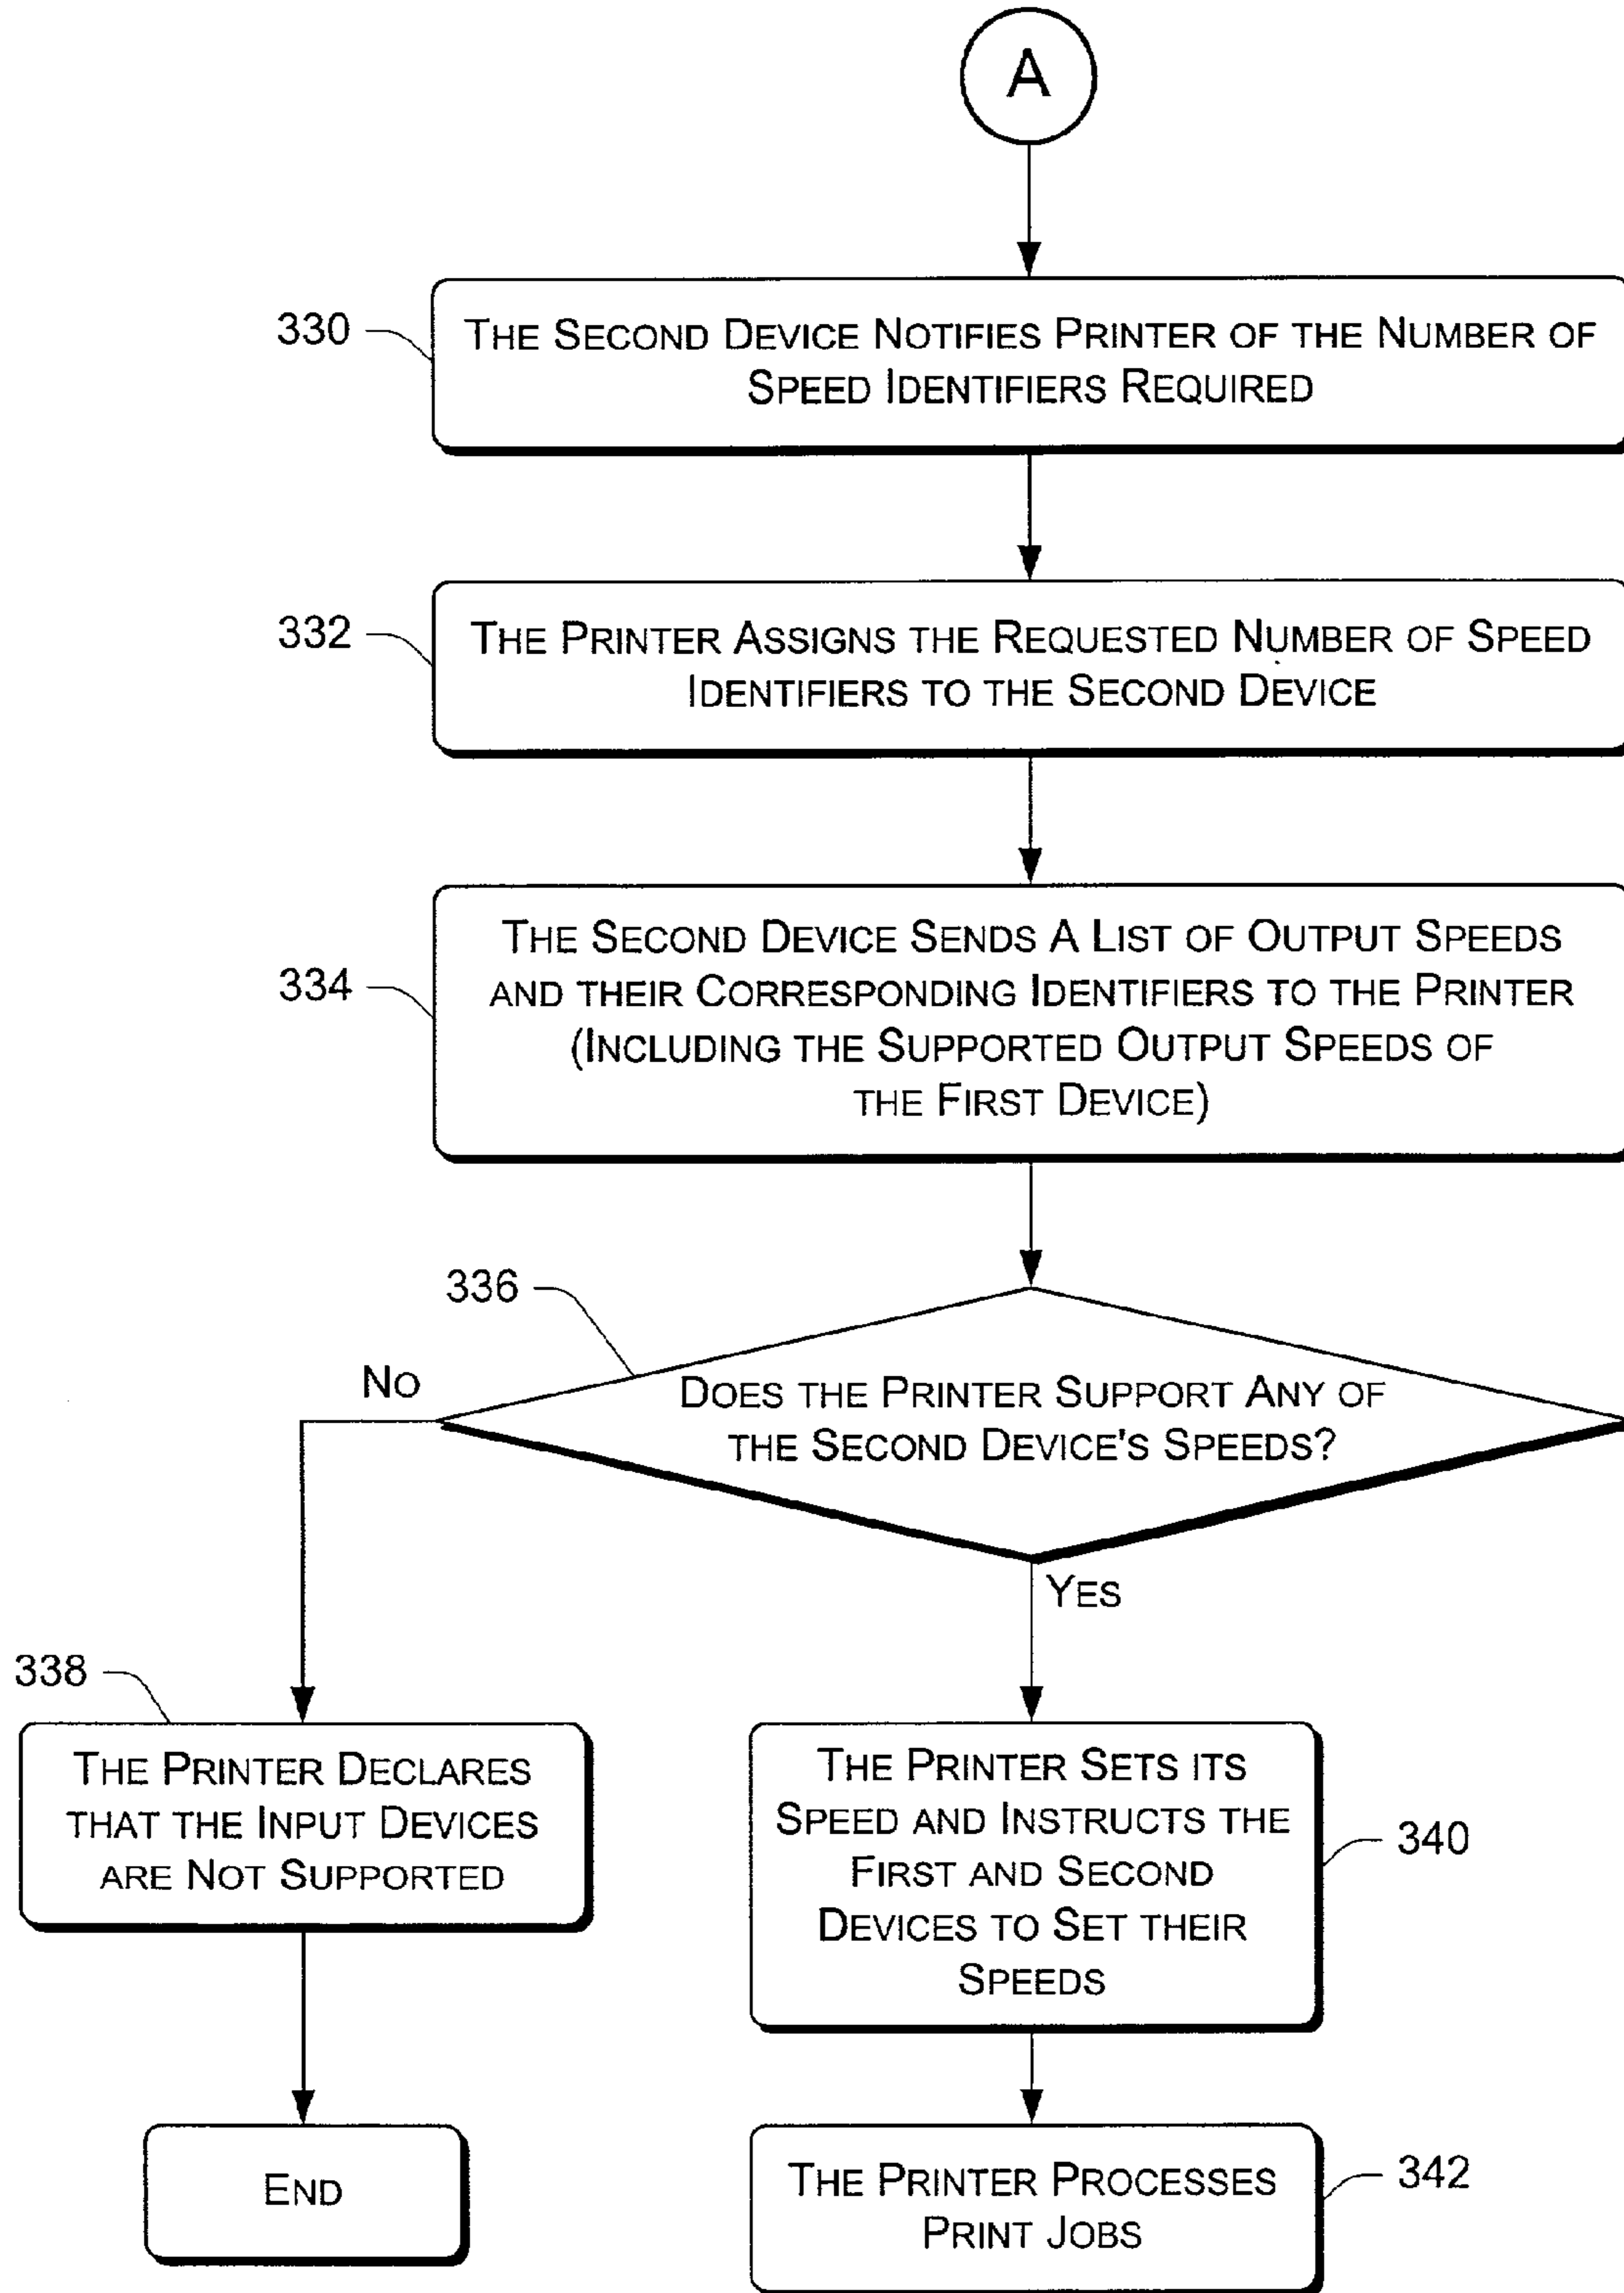 A
330
THE SECOND DEVICE NOTIFIES PRINTER OF THE NUMBER OF
SPEED IDENTIFIERS REQUIRED
332
THE PRINTER ASSIGNS THE REQUESTED NUMBER OF SPEED
IDENTIFIERS TO THE SECOND DEVICE
334
THE SECOND DEVICE SENDS A LIST OF OUTPUT SPEEDS
AND THEIR CORRESPONDING IDENTIFIERS TO THE PRINTER
(INCLUDING THE SUPPORTED OUTPUT SPEEDS OF
THE FIRST DEVICE)
336
DOES THE PRINTER SUPPORT ANY OF
THE SECOND DEVICE'S SPEEDS?
NO
YES
338
THE PRINTER DECLARES
THAT THE INPUT DEVICES
ARE NOT SUPPORTED
THE PRINTER SETS ITS
SPEED AND INSTRUCTS THE
FIRST AND SECOND
DEVICES TO SET THEIR
SPEEDS
340
END
THE PRINTER PROCESSES
PRINT JOBS
342